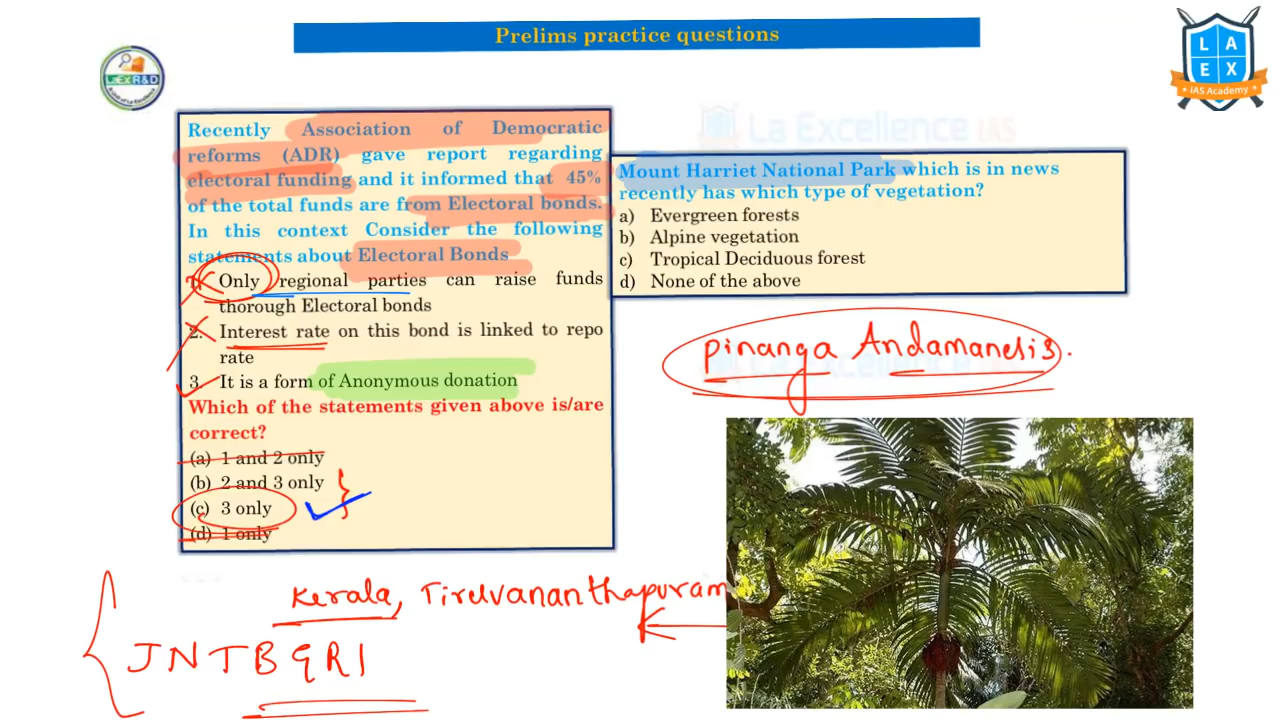 Prelims practice questions
L A
E X
IAS Academy
La Excellence IAS
Recently Association of Democratic
reforms (ADR) gave report regarding
electoral funding and it informed that 45%
of the total funds are from Electoral bonds.
In this context Consider the following
statements about Electoral Bonds
1. Only regional parties can raise funds
thorough Electoral bonds
2. Interest rate on this bond is linked to repo
rate
3. It is a form of Anonymous donation
Which of the statements given above is/are
correct?
(a) 1 and 2 only
(b) 2 and 3 only
(c) 3 only
(d) 1 only
Mount Harriet National Park which is in news
recently has which type of vegetation?
a) Evergreen forests
b) Alpine vegetation
c) Tropical Deciduous forest
d) None of the above
pinanga Andamanesis.
Kerala, Tirelvananthapuram
JNTBGRI